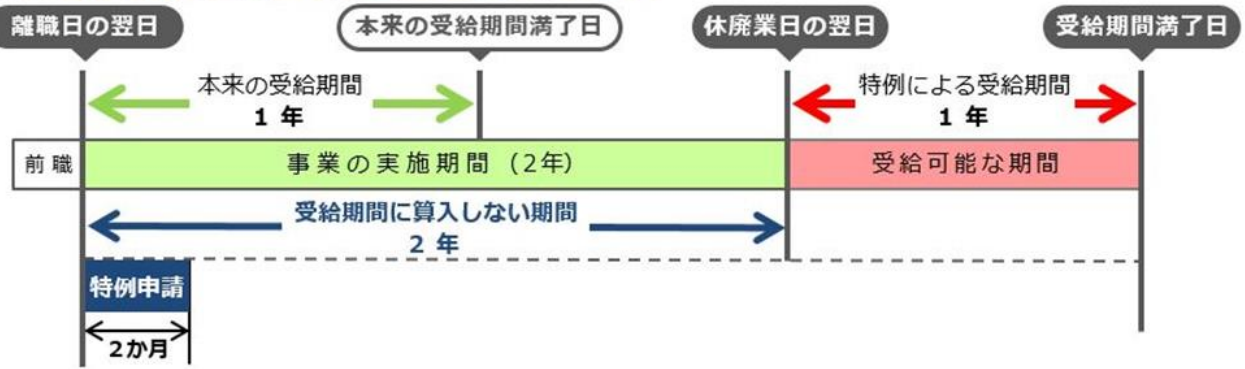 離職日の翌日
本来の受給期間満了日
休廃業日の翌日
受給期間満了日
本来の受給期間
1 年
特例による受給期間
1 年
前職
事業の実施期間（2年）
受給可能な期間
受給期間に算入しない期間
2 年
特例申請
2か月